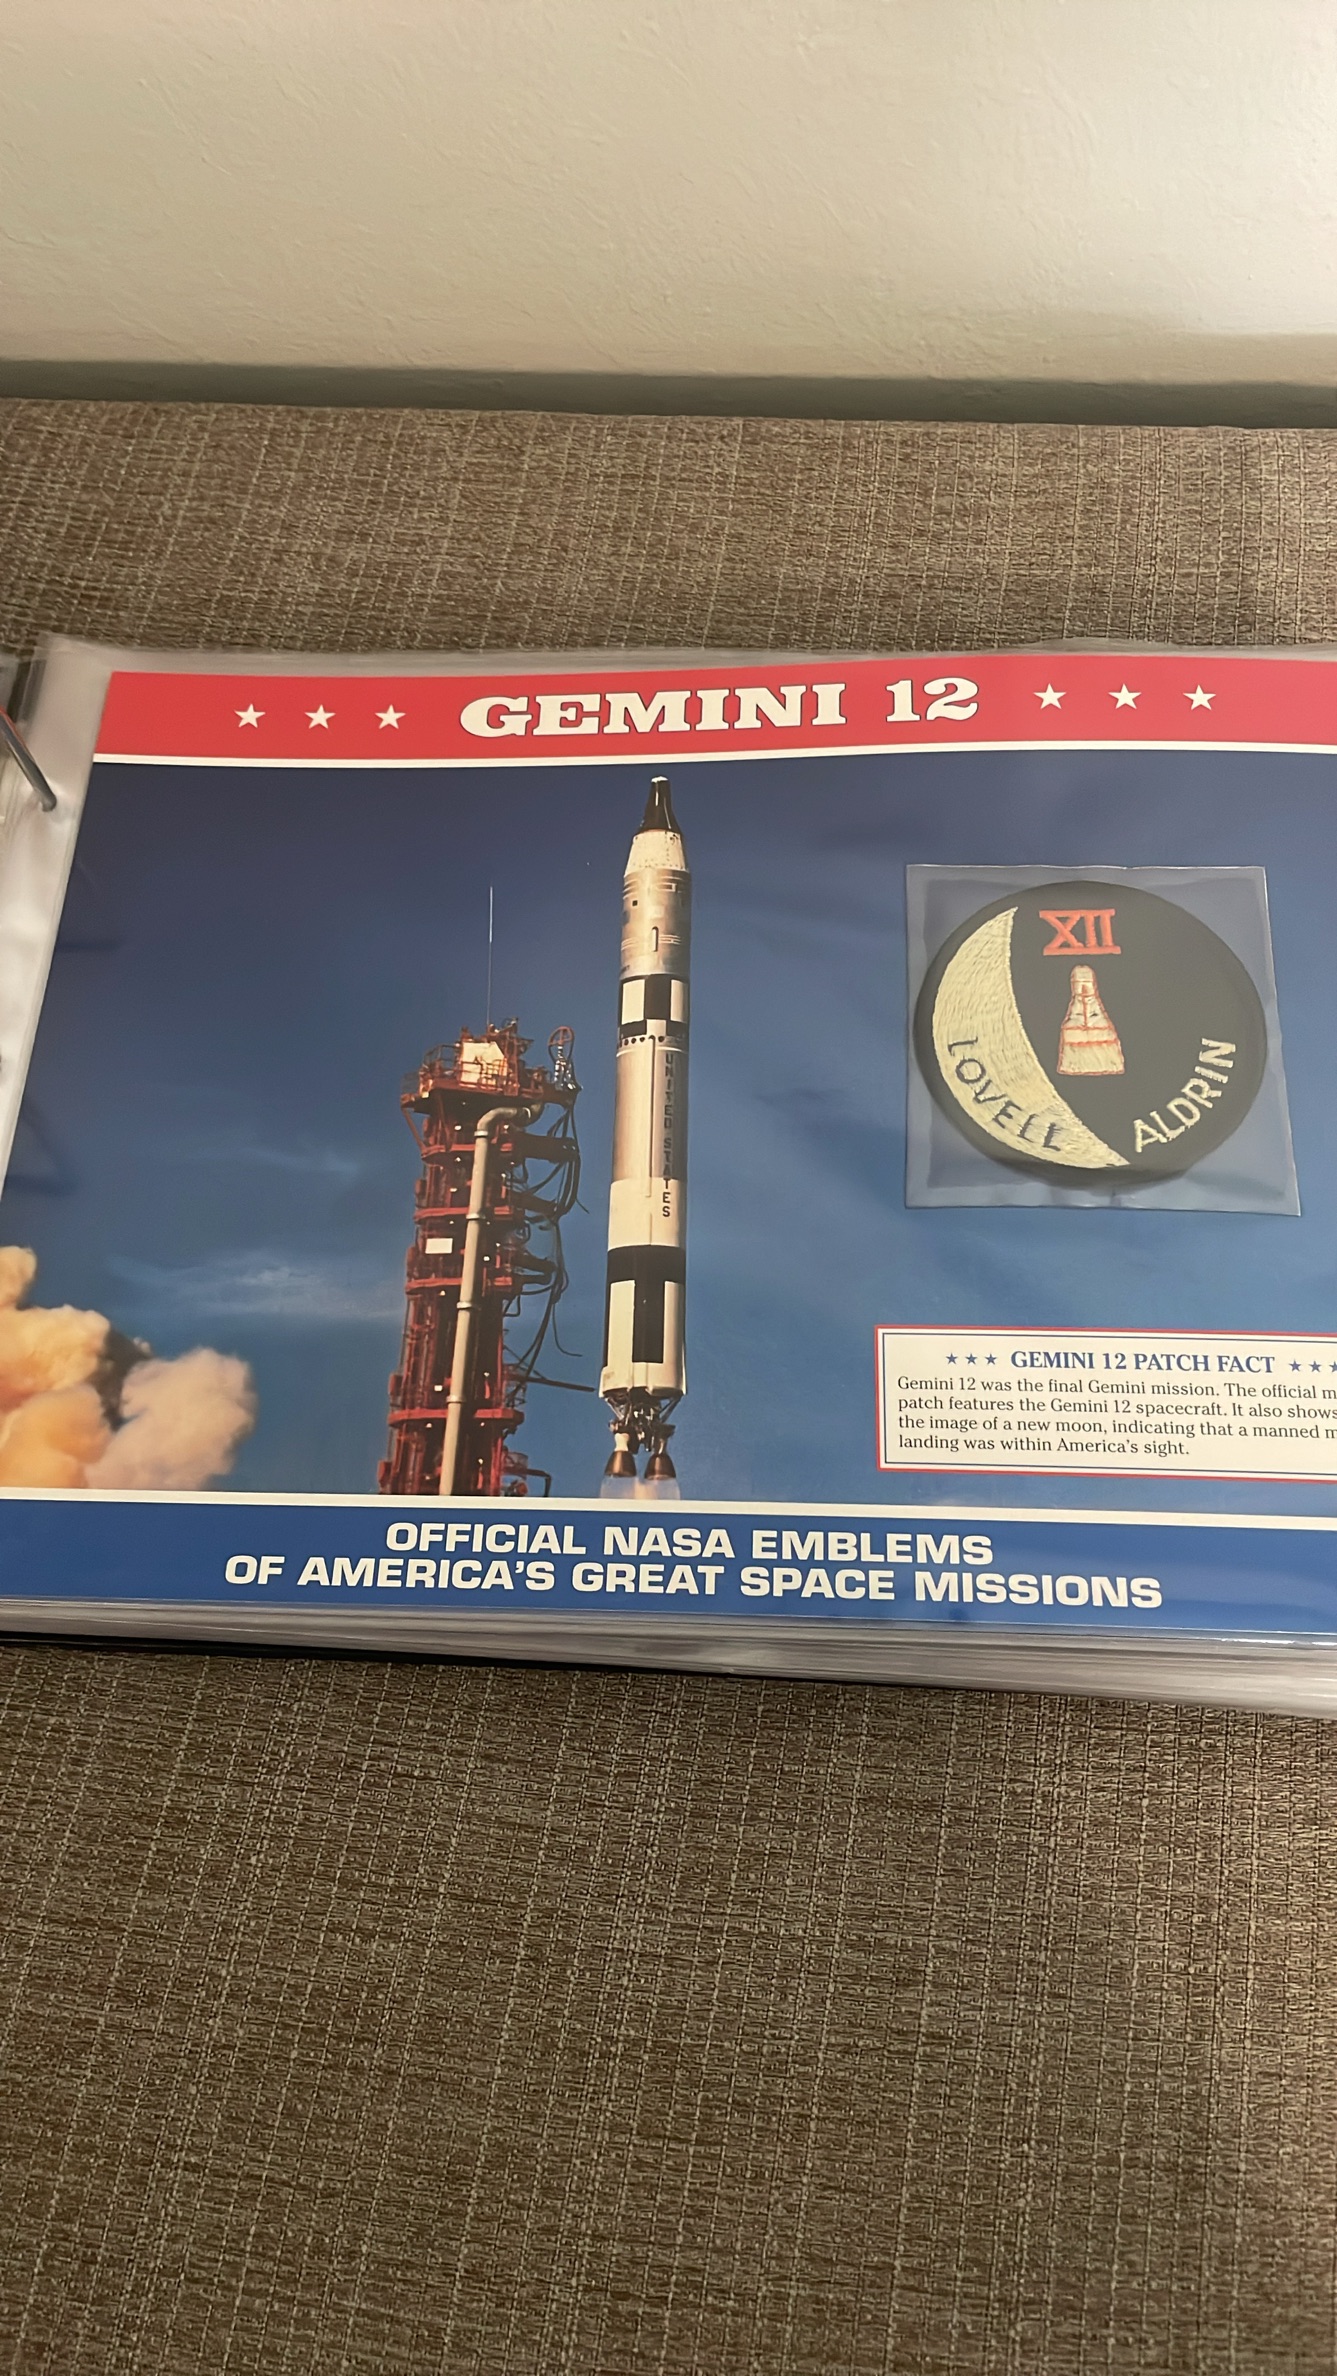 ★ ★ ★ GEMINI 12 ★ ★ ★
UNITED STATES
XII
LOVELL
ALDRIN
★ ★ ★ GEMINI 12 PATCH FACT ★ ★ ★
Gemini 12 was the final Gemini mission. The official m
patch features the Gemini 12 spacecraft. It also shows
the image of a new moon, indicating that a manned m
landing was within America's sight.
OFFICIAL NASA EMBLEMS
OF AMERICA'S GREAT SPACE MISSIONS